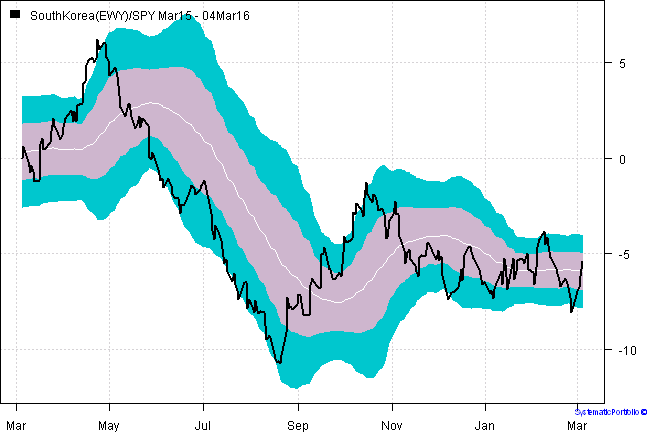 SouthKorea(EWY)/SPY Mar15 - 04Mar16
5
0
-5
-10
Mar May Jul Sep Nov Jan Mar
SystematicPortfolio ©